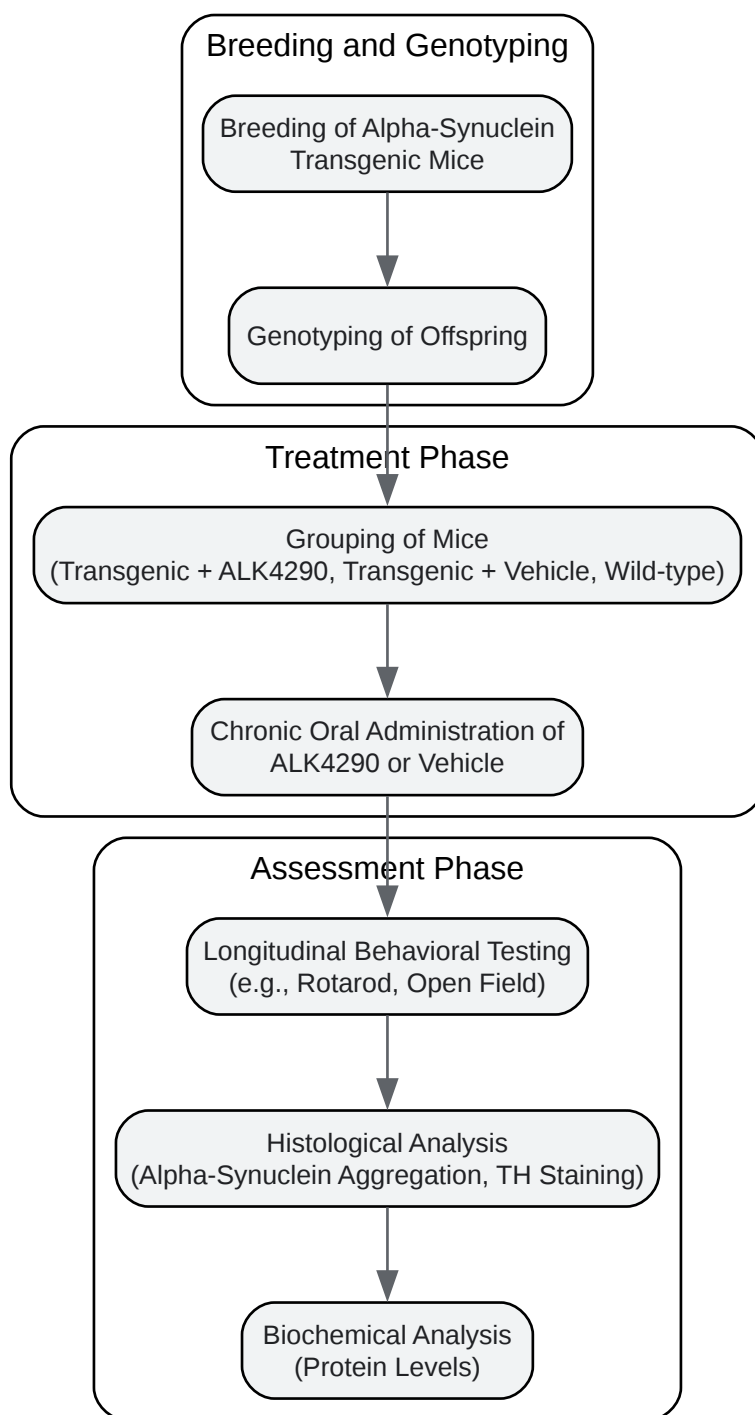 Breeding and Genotyping
Breeding of Alpha-Synuclein
Transgenic Mice
Genotyping of Offspring
Treatment Phase
Grouping of Mice
(Transgenic + ALK4290, Transgenic + Vehicle, Wild-type)
Chronic Oral Administration of
ALK4290 or Vehicle
Assessment Phase
Longitudinal Behavioral Testing
(e.g., Rotarod, Open Field)
Histological Analysis
(Alpha-Synuclein Aggregation, TH Staining)
Biochemical Analysis
(Protein Levels)